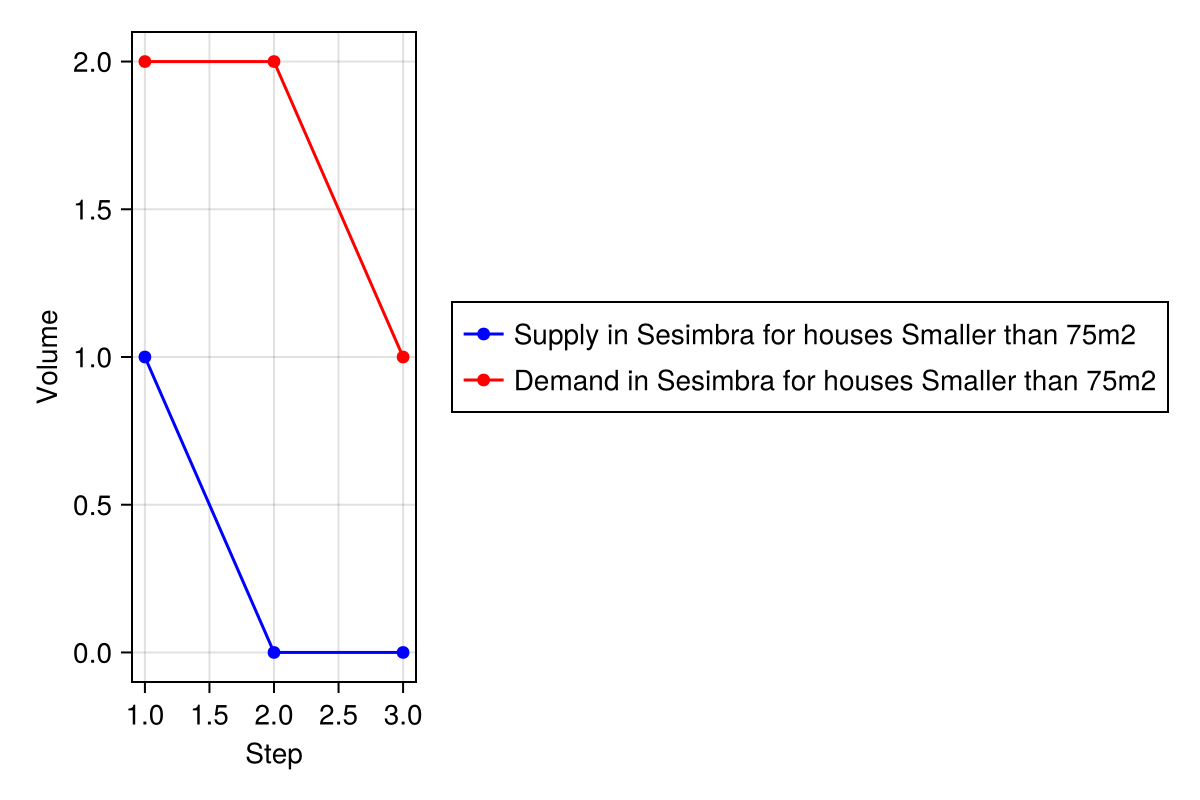 2.0
1.5
1.0
0.5
0.0
Volume
1.0 1.5 2.0 2.5 3.0
Step
Supply in Sesimbra for houses Smaller than 75m2
Demand in Sesimbra for houses Smaller than 75m2